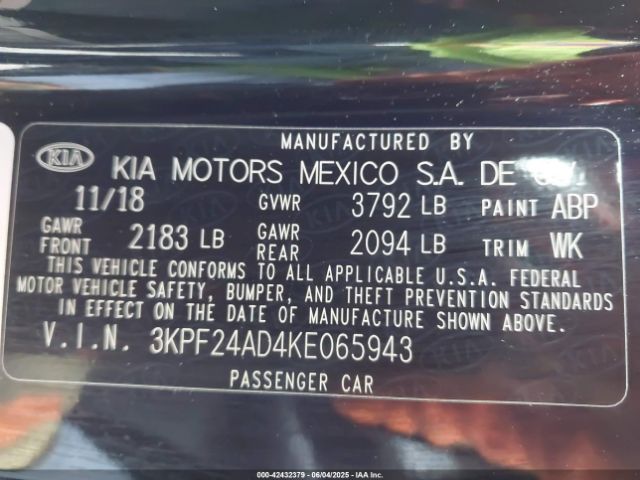 MANUFACTURED BY
KIA KIA MOTORS MEXICO S.A. DE
11/18 GVWR 3792 LB PAINT ABP
GAWR FRONT 2183 LB GAWR REAR 2094 LB TRIM WK
THIS VEHICLE CONFORMS TO ALL APPLICABLE U.S.A. FEDERAL
MOTOR VEHICLE SAFETY, BUMPER, AND THEFT PREVENTION STANDARDS
IN EFFECT ON THE DATE OF MANUFACTURE SHOWN ABOVE.
V.I.N. 3KPF24AD4KE065943
PASSENGER CAR
000-42432379 | 06/04/2025 - IAA Inc.